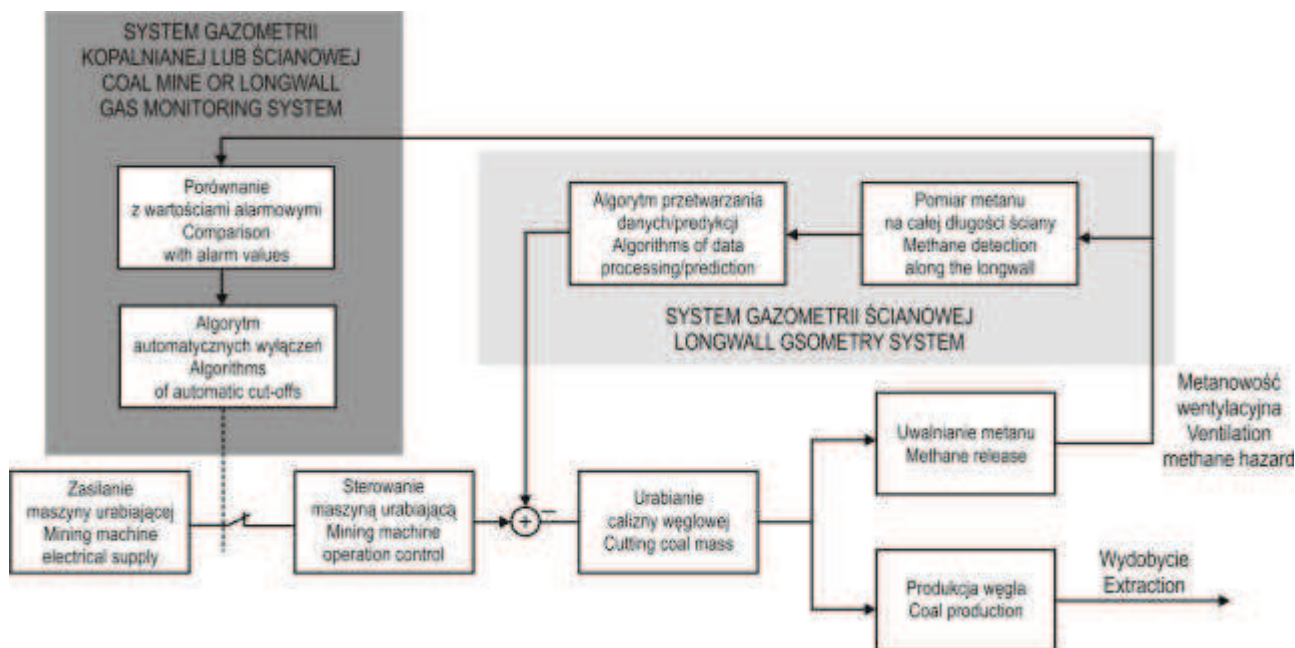 SYSTEM GAZOMETRII
KOPALNIANEJ LUB ŚCIANOWEJ
COAL MINE OR LONGWALL
GAS MONITORING SYSTEM
Porównanie
z wartościami alarmowymi
Comparison
with alarm values
Algorytm
automatycznych wyłączeń
Algorithms
of automatic cut-offs
Algorytm przetwarzania
danych/predykcji
Algorithms of data
processing/prediction
Pomiar metanu
na całej długości ściany
Methane detection
along the longwall
SYSTEM GAZOMETRII ŚCIANOWEJ
LONGWALL GSOMETRY SYSTEM
Metanowość
wentylacyjna
Ventilation
methane hazard
Uwalnianie metanu
Methane release
Zasilanie
maszyny urabiającej
Mining machine
electrical supply
Sterowanie
maszyną urabiającą
Mining machine
operation control
+
−
Urabianie
calizny węglowej
Cutting coal mass
Produkcja węgla
Coal production
Wydobycie
Extraction